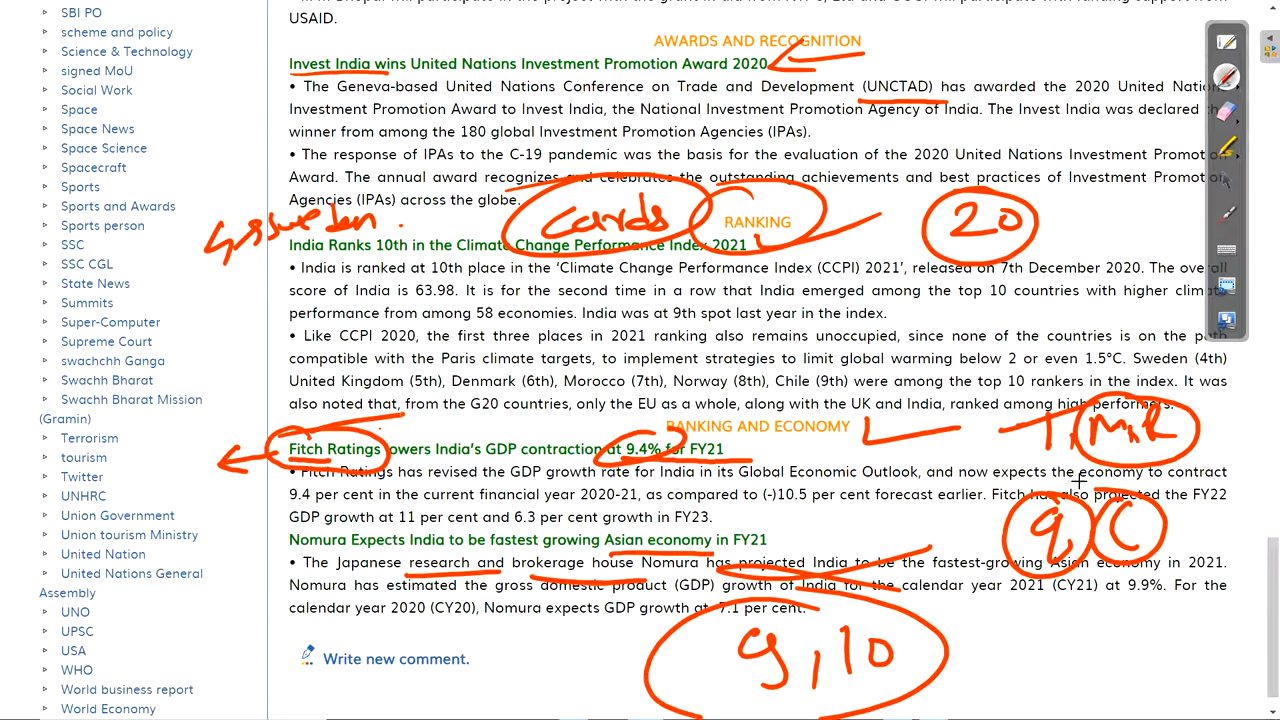 SBI PO
scheme and policy
Science & Technology
signed MoU
Social Work
Space
Space News
Space Science
Spacecraft
Sports
Sports and Awards
Sports person
SSC
SSC CGL
State News
Summits
Super-Computer
Supreme Court
swachchh Ganga
Swachh Bharat
Swachh Bharat Mission
(Gramin)
Terrorism
tourism
Twitter
UNHRC
Union Government
Union tourism Ministry
United Nation
United Nations General
Assembly
UNO
UPSC
USA
WHO
World business report
World Economy
USAID.
AWARDS AND RECOGNITION
Invest India wins United Nations Investment Promotion Award 2020
• The Geneva-based United Nations Conference on Trade and Development (UNCTAD) has awarded the 2020 United Nations
Investment Promotion Award to Invest India, the National Investment Promotion Agency of India. The Invest India was declared the
winner from among the 180 global Investment Promotion Agencies (IPAs).
• The response of IPAs to the C-19 pandemic was the basis for the evaluation of the 2020 United Nations Investment Promotion
Award. The annual award recognizes and celebrates the outstanding achievements and best practices of Investment Promotion
Agencies (IPAs) across the globe.
RANKING
India Ranks 10th in the Climate Change Performance Index 2021
• India is ranked at 10th place in the ‘Climate Change Performance Index (CCPI) 2021’, released on 7th December 2020. The overall
score of India is 63.98. It is for the second time in a row that India emerged among the top 10 countries with higher climate
performance from among 58 economies. India was at 9th spot last year in the index.
• Like CCPI 2020, the first three places in 2021 ranking also remains unoccupied, since none of the countries is on the path
compatible with the Paris climate targets, to implement strategies to limit global warming below 2 or even 1.5°C. Sweden (4th)
United Kingdom (5th), Denmark (6th), Morocco (7th), Norway (8th), Chile (9th) were among the top 10 rankers in the index. It was
also noted that, from the G20 countries, only the EU as a whole, along with the UK and India, ranked among high performers.
RANKING AND ECONOMY
Fitch Ratings lowers India’s GDP contraction at 9.4% for FY21
• Fitch Ratings has revised the GDP growth rate for India in its Global Economic Outlook, and now expects the economy to contract
9.4 per cent in the current financial year 2020-21, as compared to (-)10.5 per cent forecast earlier. Fitch has also projected the FY22
GDP growth at 11 per cent and 6.3 per cent growth in FY23.
Nomura Expects India to be fastest growing Asian economy in FY21
• The Japanese research and brokerage house Nomura has projected India to be the fastest-growing Asian economy in 2021.
Nomura has estimated the gross domestic product (GDP) growth of India for the calendar year 2021 (CY21) at 9.9%. For the
calendar year 2020 (CY20), Nomura expects GDP growth at -7.1 per cent.
Write new comment.
cards
20
9, 10